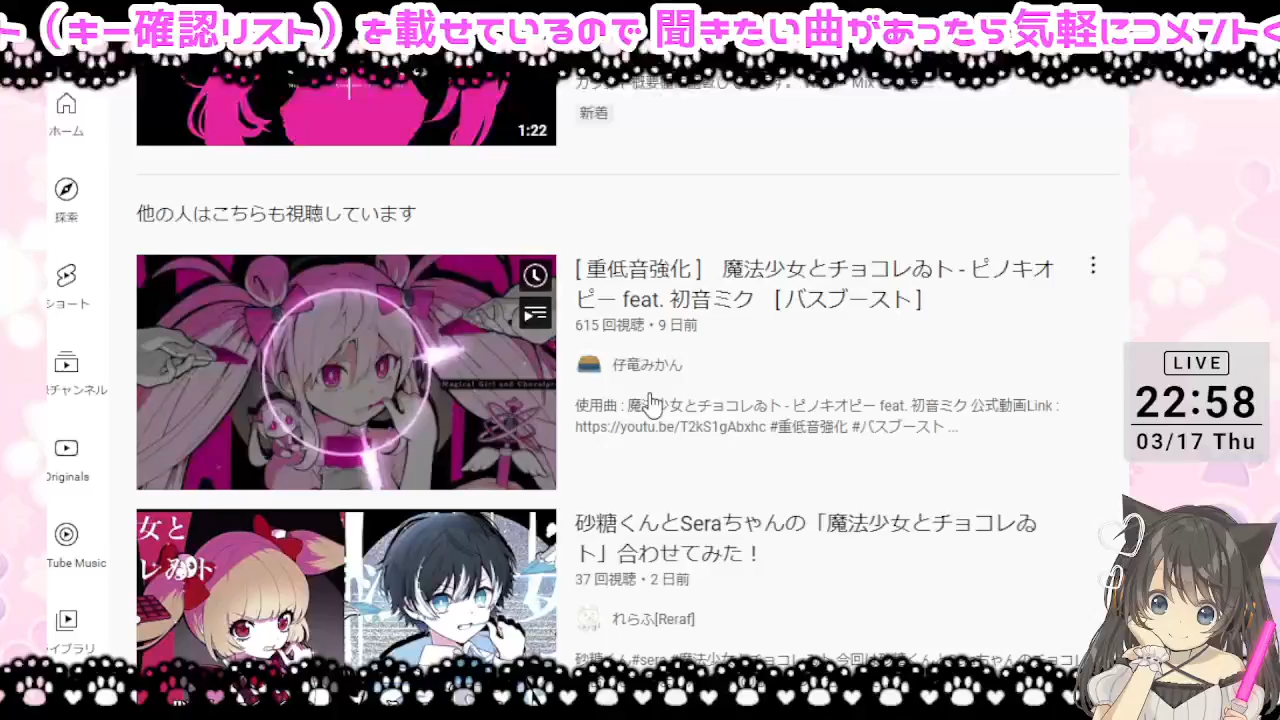 ト（キー確認リスト）を載せているので 聞きたい曲があったら気軽にコメント<
ホーム
1:22
新着
探索
他の人はこちらも視聴しています
ショート
[ 重低音強化 ]　魔法少女とチョコレゐト - ピノキオ
ピー feat. 初音ミク　[ バスブースト ]
615 回視聴・9 日前
仔竜みかん
チャンネル
使用曲 : 魔法少女とチョコレゐト - ピノキオピー feat. 初音ミク 公式動画Link :
https://youtu.be/T2kS1gAbxhc #重低音強化 #バスブースト ...
LIVE
22:58
03/17 Thu
Originals
女と
レゐト
砂糖くんとSeraちゃんの「魔法少女とチョコレゐ
ト」合わせてみた！
37 回視聴・2 日前
Tube Music
れらふ[Reraf]
イブラリ